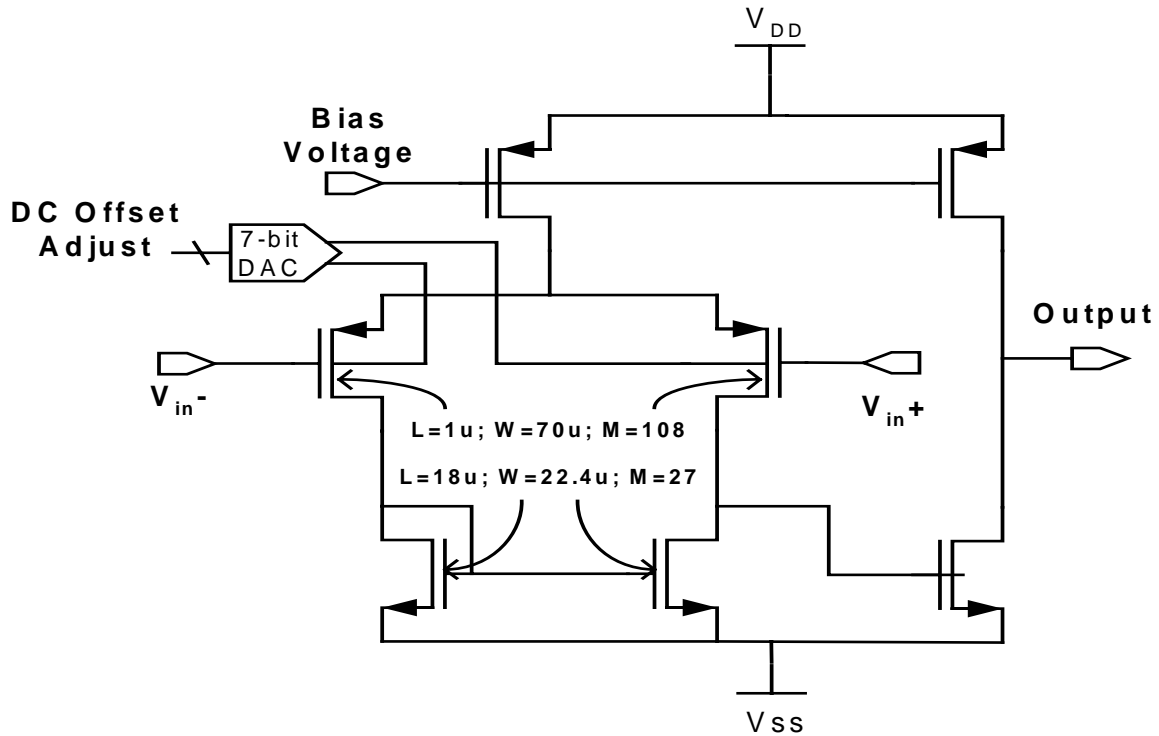 V DD
Bias
Voltage
DC Offset
Adjust
7-bit
DAC
Output
Vin-
Vin+
L=1u; W=70u; M=108
L=18u; W=22.4u; M=27
Vss